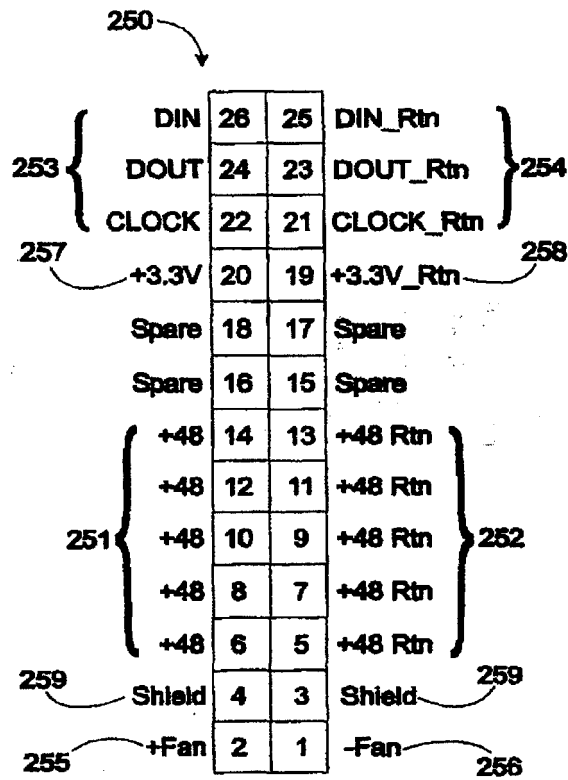 250
DIN 26 25 DIN_Rtn
253 DOUT 24 23 DOUT_Rtn 254
CLOCK 22 21 CLOCK_Rtn
257 +3.3V 20 19 +3.3V_Rtn 258
Spare 18 17 Spare
Spare 16 15 Spare
+48 14 13 +48 Rtn
+48 12 11 +48 Rtn
251 +48 10 9 +48 Rtn 252
+48 8 7 +48 Rtn
+48 6 5 +48 Rtn
259 Shield 4 3 Shield 259
255 +Fan 2 1 -Fan 256